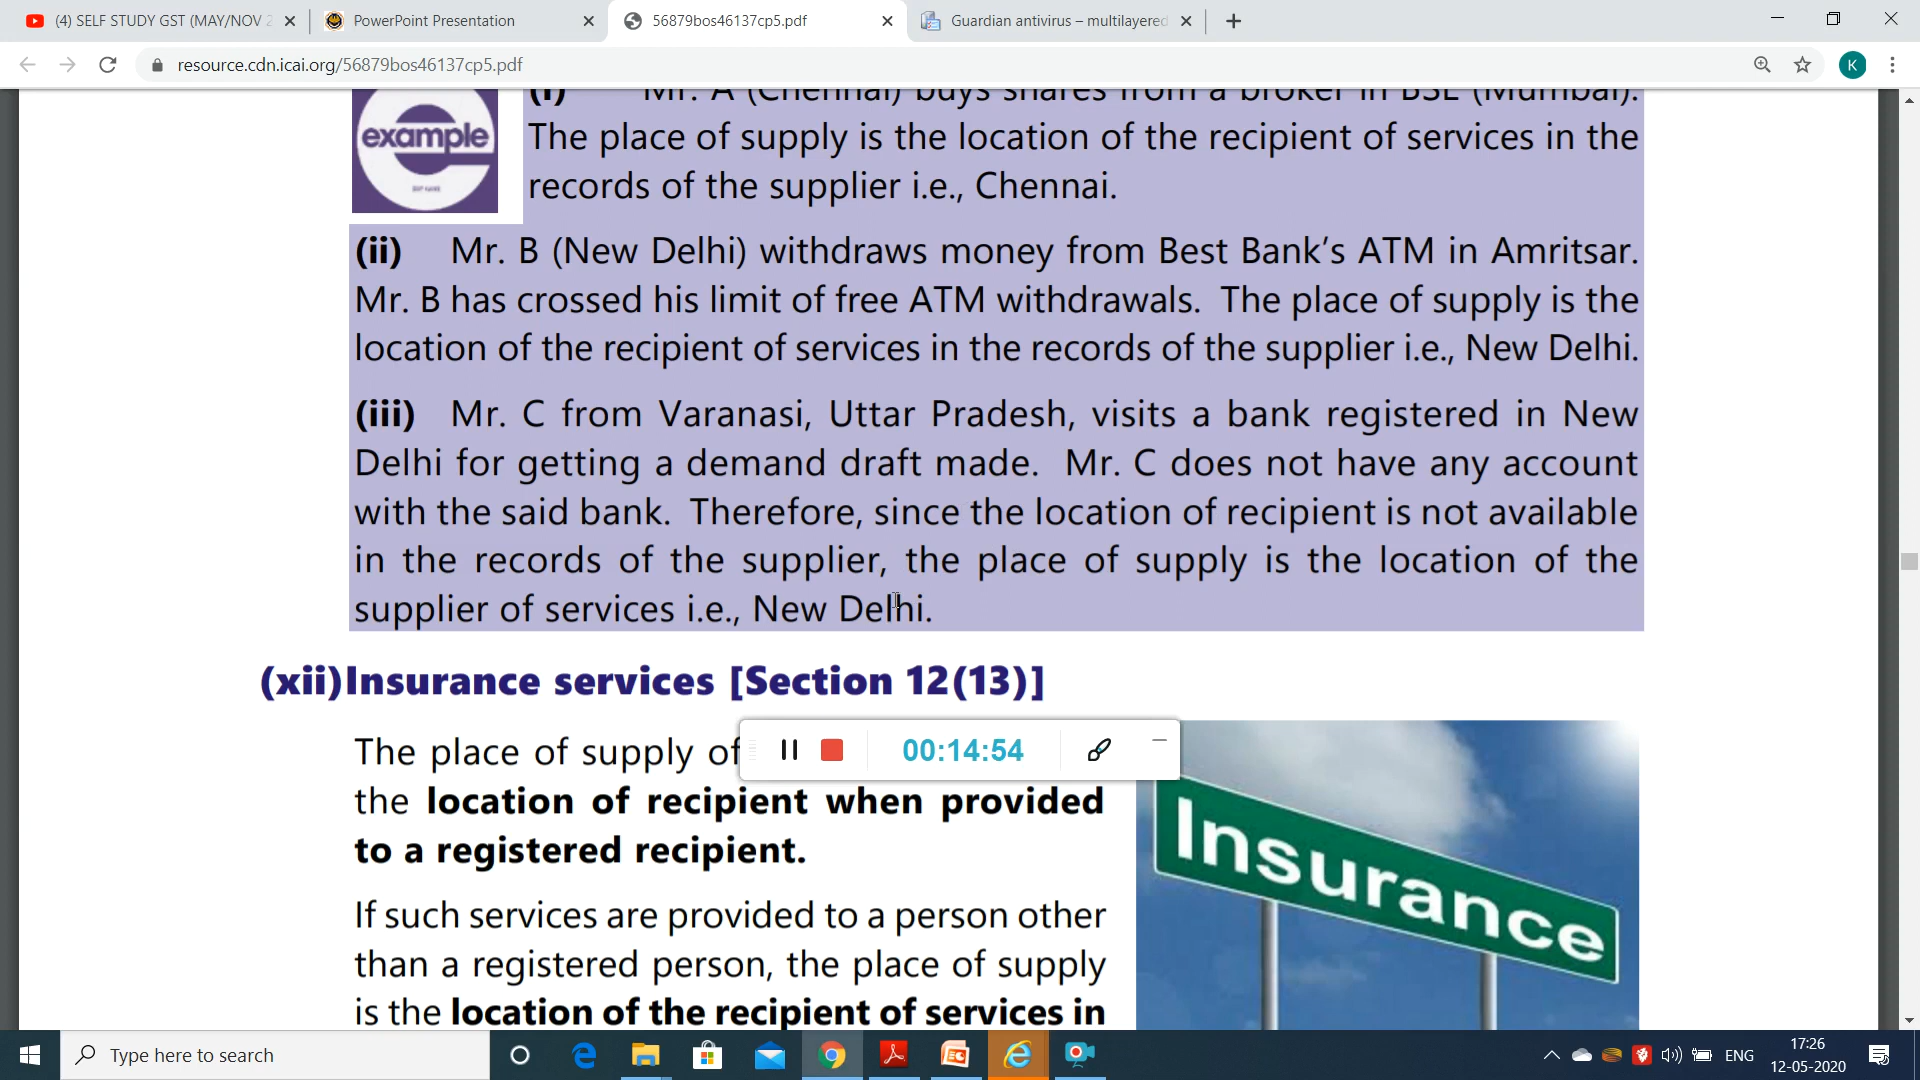 (4) SELF STUDY GST (MAY/NOV 2
PowerPoint Presentation
56879bos46137cp5.pdf
Guardian antivirus – multilayered
resource.cdn.icai.org/56879bos46137cp5.pdf
K
example
(i) Mr. A (Chennai) buys shares from a broker in BSE (Mumbai).
The place of supply is the location of the recipient of services in the
records of the supplier i.e., Chennai.
(ii) Mr. B (New Delhi) withdraws money from Best Bank's ATM in Amritsar.
Mr. B has crossed his limit of free ATM withdrawals. The place of supply is the
location of the recipient of services in the records of the supplier i.e., New Delhi.
(iii) Mr. C from Varanasi, Uttar Pradesh, visits a bank registered in New
Delhi for getting a demand draft made. Mr. C does not have any account
with the said bank. Therefore, since the location of recipient is not available
in the records of the supplier, the place of supply is the location of the
supplier of services i.e., New Delhi.
(xii)Insurance services [Section 12(13)]
The place of supply of
00:14:54
the location of recipient when provided
to a registered recipient.
If such services are provided to a person other
than a registered person, the place of supply
is the location of the recipient of services in
Insurance
Type here to search
ENG
17:26
12-05-2020